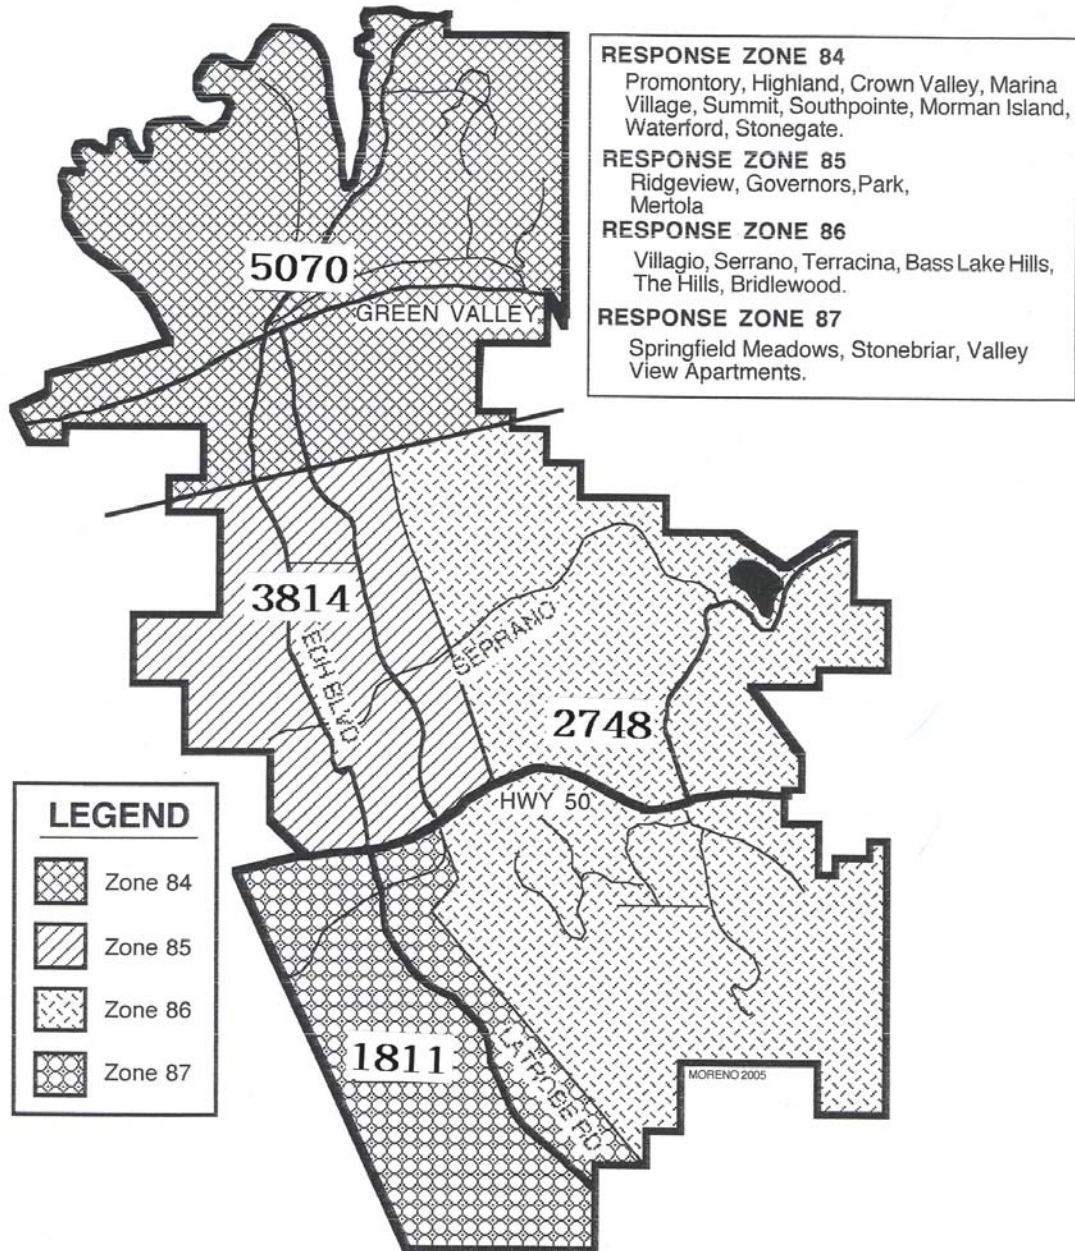 RESPONSE ZONE 84
Promontory, Highland, Crown Valley, Marina
Village, Summit, Southpointe, Morman Island,
Waterford, Stonegate.
RESPONSE ZONE 85
Ridgeview, Governors,Park,
Mertola
RESPONSE ZONE 86
Villagio, Serrano, Terracina, Bass Lake Hills,
The Hills, Bridlewood.
RESPONSE ZONE 87
Springfield Meadows, Stonebriar, Valley
View Apartments.
5070
GREEN VALLEY
3814
EDH BLVD
SERRANO
2748
HWY 50
LEGEND
Zone 84
Zone 85
Zone 86
Zone 87
1811
LATROBE RD
MORENO 2005